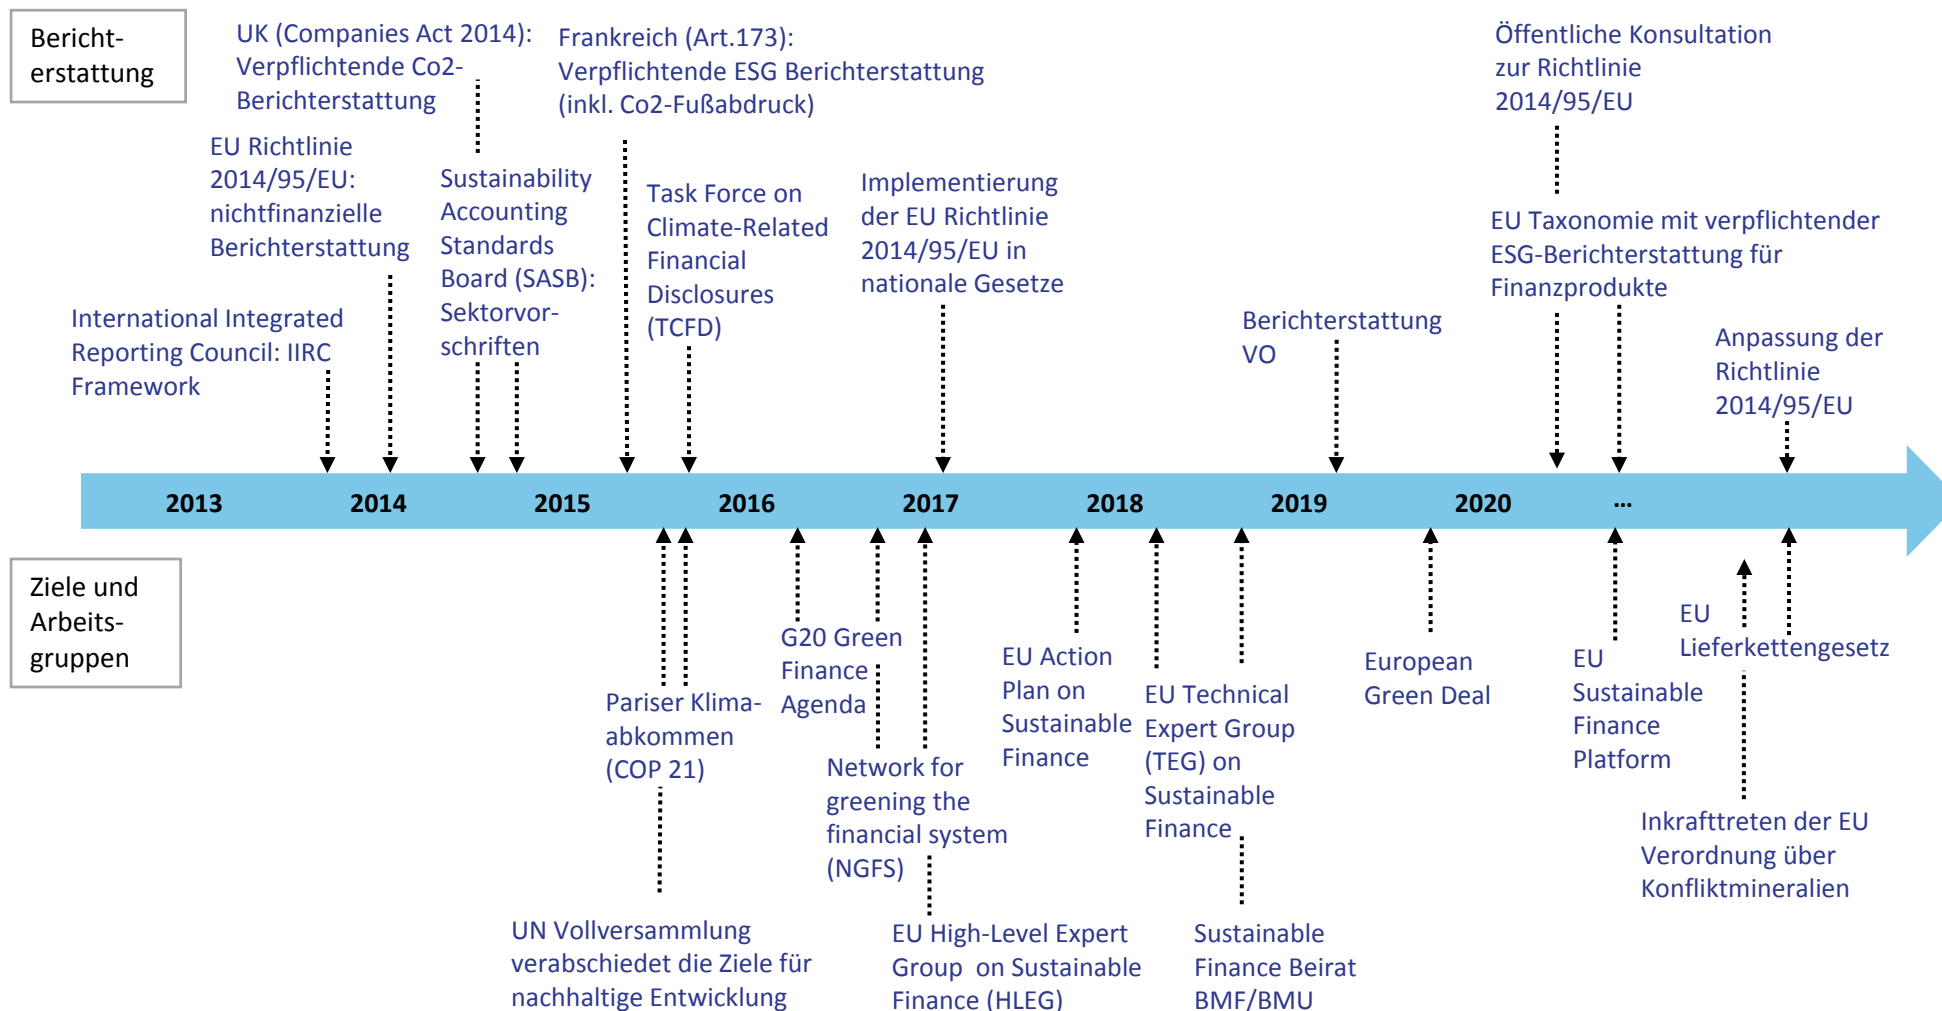 Bericht-
erstattung
UK (Companies Act 2014):
Verpflichtende Co2-
Berichterstattung
Frankreich (Art.173):
Verpflichtende ESG Berichterstattung
(inkl. Co2-Fußabdruck)
Öffentliche Konsultation
zur Richtlinie
2014/95/EU
EU Richtlinie
2014/95/EU:
nichtfinanzielle
Berichterstattung
Sustainability
Accounting
Standards
Board (SASB):
Sektorvor-
schriften
Task Force on
Climate-Related
Financial
Disclosures
(TCFD)
Implementierung
der EU Richtlinie
2014/95/EU in
nationale Gesetze
EU Taxonomie mit verpflichtender
ESG-Berichterstattung für
Finanzprodukte
International Integrated
Reporting Council: IIRC
Framework
Berichterstattung
VO
Anpassung der
Richtlinie
2014/95/EU
2013
2014
2015
2016
2017
2018
2019
2020
...
Ziele und
Arbeits-
gruppen
Pariser Klima-
abkommen
(COP 21)
G20 Green
Finance
Agenda
Network for
greening the
financial system
(NGFS)
EU Action
Plan on
Sustainable
Finance
EU Technical
Expert Group
(TEG) on
Sustainable
Finance
European
Green Deal
EU
Sustainable
Finance
Platform
EU
Lieferkettengesetz
Inkrafttreten der EU
Verordnung über
Konfliktmineralien
UN Vollversammlung
verabschiedet die Ziele für
nachhaltige Entwicklung
EU High-Level Expert
Group on Sustainable
Finance (HLEG)
Sustainable
Finance Beirat
BMF/BMU